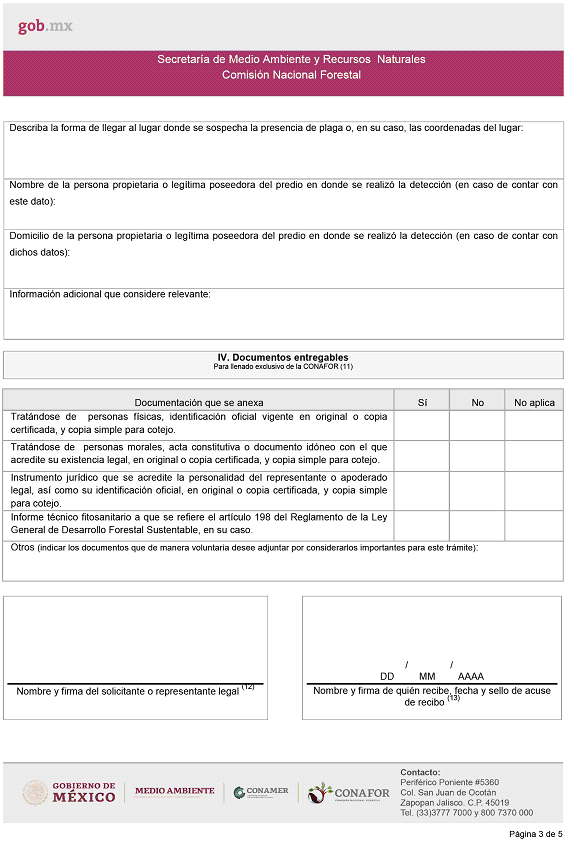 gob.mx
Secretaría de Medio Ambiente y Recursos Naturales
Comisión Nacional Forestal
Describa la forma de llegar al lugar donde se sospecha la presencia de plaga o, en su caso, las coordenadas del lugar:
Nombre de la persona propietaria o legítima poseedora del predio en donde se realizó la detección (en caso de contar con
este dato):
Domicilio de la persona propietaria o legítima poseedora del predio en donde se realizó la detección (en caso de contar con
dichos datos):
Información adicional que considere relevante:
IV. Documentos entregables
Para llenado exclusivo de la CONAFOR (11)
Documentación que se anexa Sí No No aplica
Tratándose de personas físicas, identificación oficial vigente en original o copia
certificada, y copia simple para cotejo.
Tratándose de personas morales, acta constitutiva o documento idóneo con el que
acredite su existencia legal, en original o copia certificada, y copia simple para cotejo.
Instrumento jurídico que se acredite la personalidad del representante o apoderado
legal, así como su identificación oficial, en original o copia certificada, y copia simple
para cotejo.
Informe técnico fitosanitario a que se refiere el artículo 198 del Reglamento de la Ley
General de Desarrollo Forestal Sustentable, en su caso.
Otros (indicar los documentos que de manera voluntaria desee adjuntar por considerarlos importantes para este trámite):
Nombre y firma del solicitante o representante legal (12)
/ /
DD MM AAAA
Nombre y firma de quién recibe, fecha y sello de acuse
de recibo (13)
GOBIERNO DE
MÉXICO
MEDIO AMBIENTE
CONAMER
CONAFOR
COMISIÓN NACIONAL FORESTAL
Contacto:
Periférico Poniente #5360
Col. San Juan de Ocotán
Zapopan Jalisco. C.P. 45019
Tel. (33)3777 7000 y 800 7370 000
Página 3 de 5